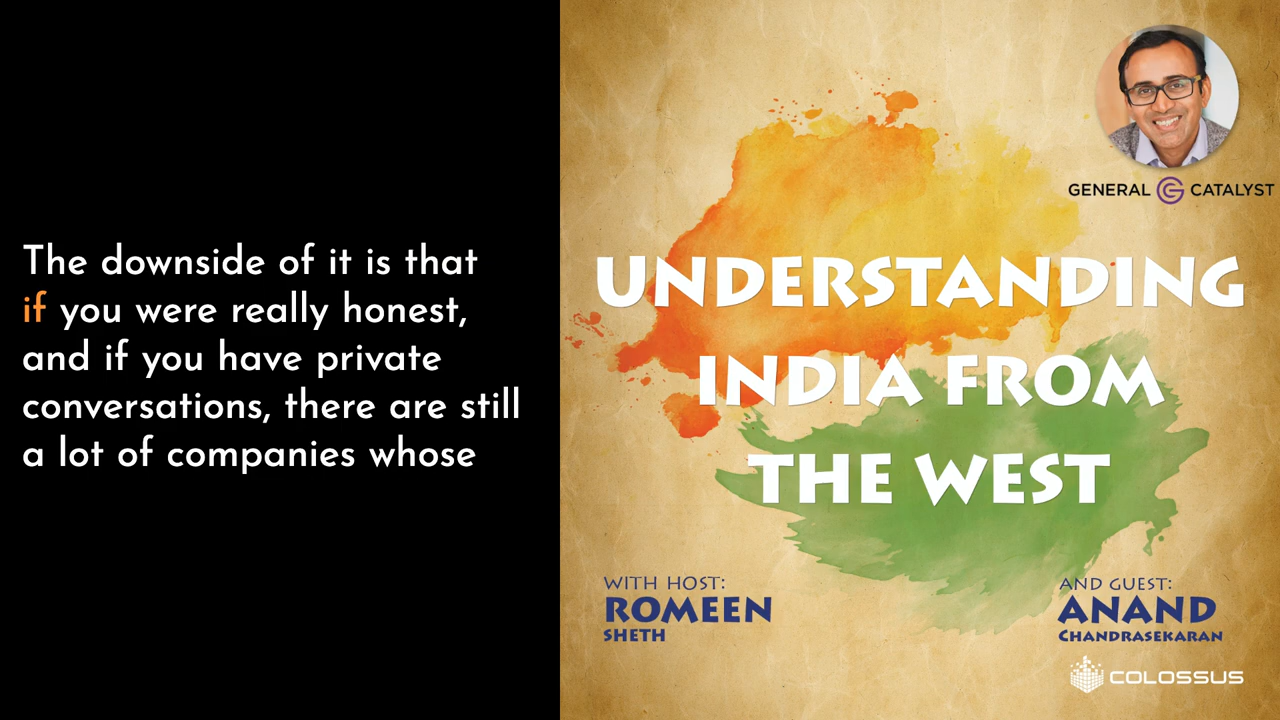 The downside of it is that
if you were really honest,
and if you have private
conversations, there are still
a lot of companies whose
GENERAL CATALYST
UNDERSTANDING
INDIA FROM
THE WEST
WITH HOST:
ROMEEN
SHETH
AND GUEST:
ANAND
CHANDRASEKARAN
COLOSSUS